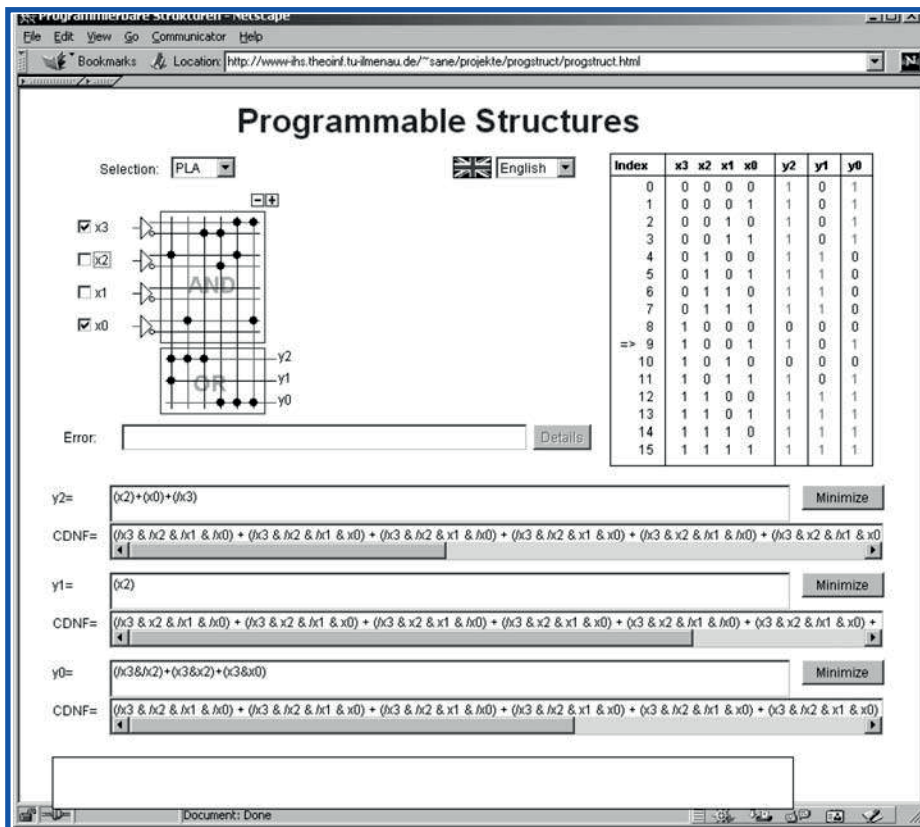 Programmierbare Strukturen - Netscape
File Edit View Go Communicator Help
Bookmarks Location: http://www-ihs.theoinf.tu-ilmenau.de/~sane/projekte/progstruct/progstruct.html
Programmable Structures
Selection: PLA English
Index x3 x2 x1 x0 y2 y1 y0
0 0 0 0 0 1 0 1
1 0 0 0 1 1 0 1
2 0 0 1 0 1 0 1
3 0 0 1 1 1 0 1
4 0 1 0 0 1 1 0
5 0 1 0 1 1 1 0
6 0 1 1 0 1 1 0
7 0 1 1 1 1 1 0
8 1 0 0 0 0 0 0
=> 9 1 0 0 1 1 0 1
10 1 0 1 0 0 0 0
11 1 0 1 1 1 0 1
12 1 1 0 0 1 1 1
13 1 1 0 1 1 1 1
14 1 1 1 0 1 1 1
15 1 1 1 1 1 1 1
- +
x3
x2
AND
x1
x0
y2
OR y1
y0
Error: Details
y2= (x2)+(x0)+(/x3) Minimize
CDNF= (/x3 & /x2 & /x1 & /x0) + (/x3 & /x2 & /x1 & x0) + (/x3 & /x2 & x1 & /x0) + (/x3 & /x2 & x1 & x0) + (/x3 & x2 & /x1 & /x0) + (/x3 & x2 & /x1 & x0
y1= (x2) Minimize
CDNF= (/x3 & x2 & /x1 & /x0) + (/x3 & x2 & /x1 & x0) + (/x3 & x2 & x1 & /x0) + (/x3 & x2 & x1 & x0) + (x3 & x2 & /x1 & /x0) + (x3 & x2 & /x1 & x0) +
y0= (/x3&/x2)+(x3&x2)+(x3&x0) Minimize
CDNF= (/x3 & /x2 & /x1 & /x0) + (/x3 & /x2 & /x1 & x0) + (/x3 & /x2 & x1 & /x0) + (/x3 & /x2 & x1 & x0) + (x3 & /x2 & /x1 & x0) + (x3 & /x2 & x1 & x0)
Document: Done